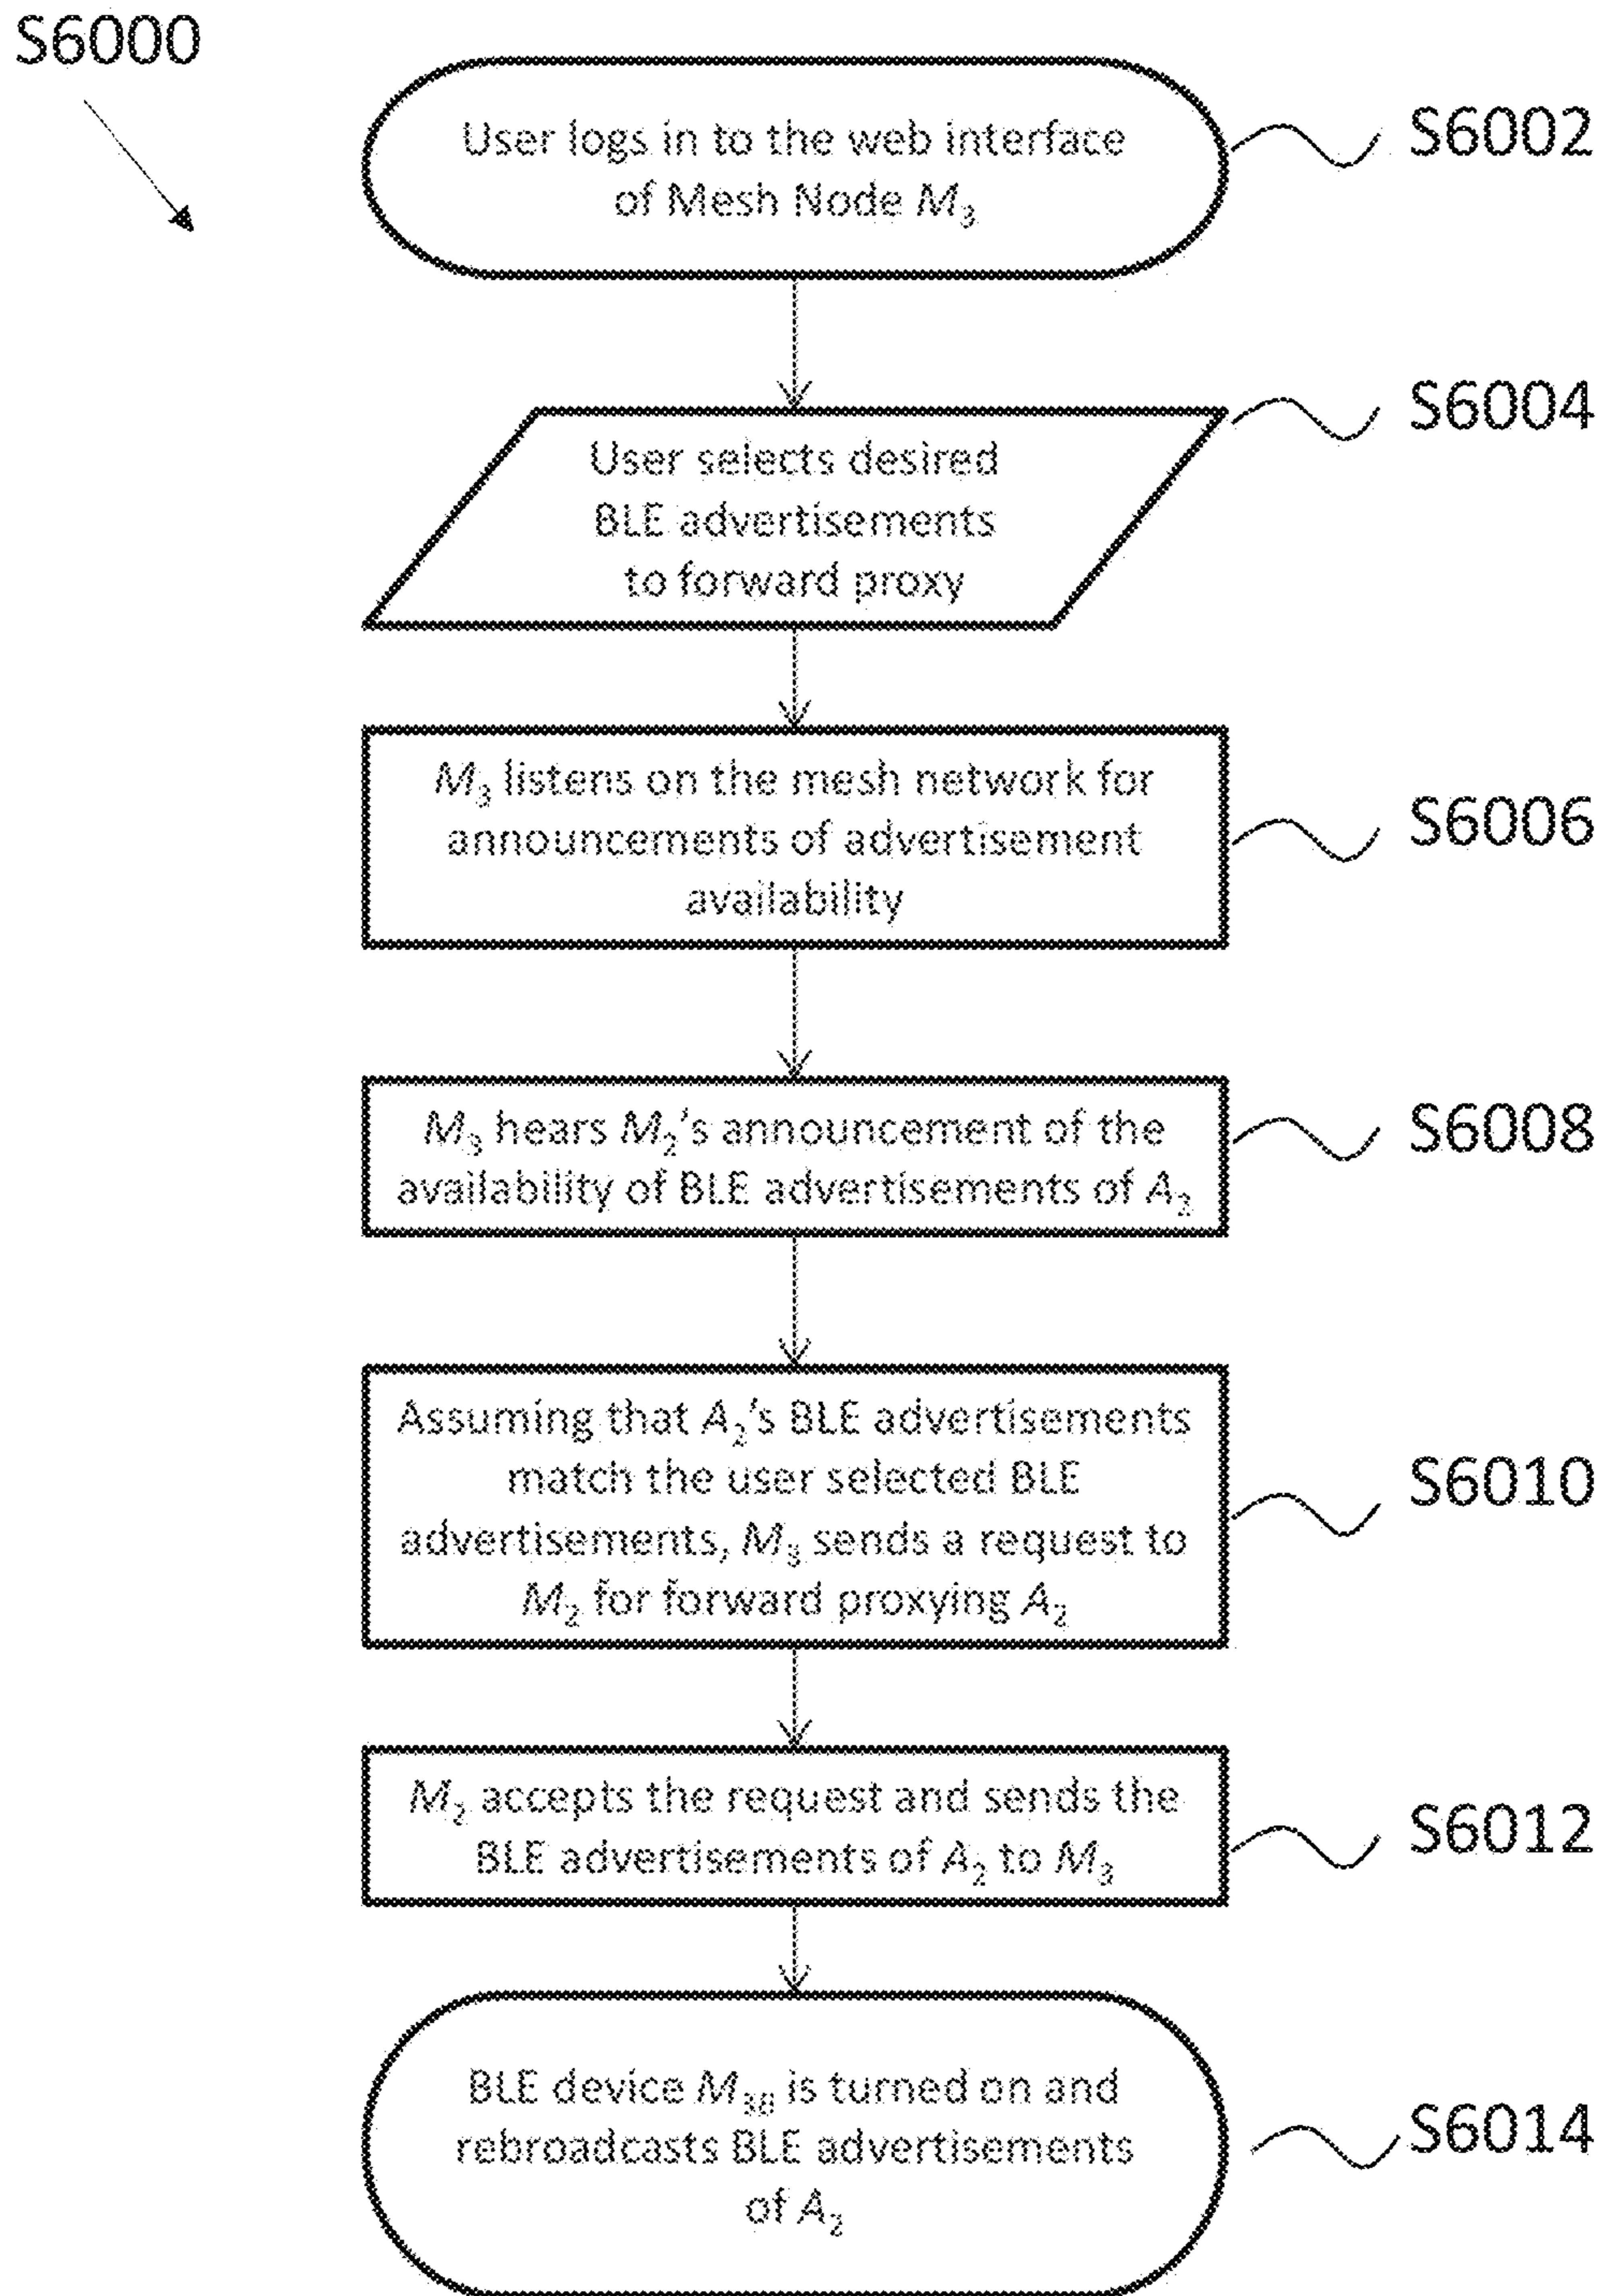 S6000
User logs in to the web interface
of Mesh Node M₃
S6002
User selects desired
BLE advertisements
to forward proxy
S6004
M₃ listens on the mesh network for
announcements of advertisement
availability
S6006
M₃ hears M₂'s announcement of the
availability of BLE advertisements of A₂
S6008
Assuming that A₂'s BLE advertisements
match the user selected BLE
advertisements, M₃ sends a request to
M₂ for forward proxying A₂
S6010
M₂ accepts the request and sends the
BLE advertisements of A₂ to M₃
S6012
BLE device M₃B is turned on and
rebroadcasts BLE advertisements
of A₂
S6014